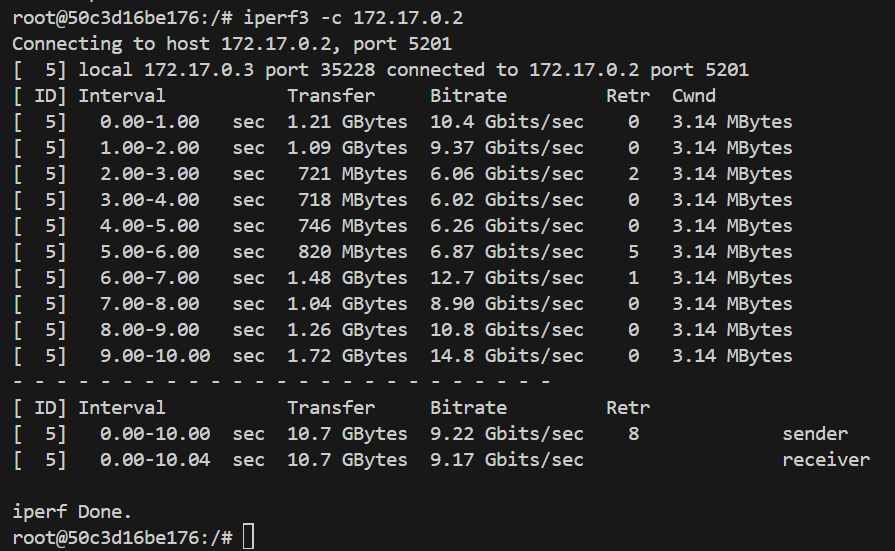 root@50c3d16be176:/# iperf3 -c 172.17.0.2
Connecting to host 172.17.0.2, port 5201
[  5] local 172.17.0.3 port 35228 connected to 172.17.0.2 port 5201
[ ID] Interval           Transfer     Bitrate         Retr  Cwnd
[  5]   0.00-1.00   sec  1.21 GBytes  10.4 Gbits/sec    0   3.14 MBytes
[  5]   1.00-2.00   sec  1.09 GBytes  9.37 Gbits/sec    0   3.14 MBytes
[  5]   2.00-3.00   sec   721 MBytes  6.06 Gbits/sec    2   3.14 MBytes
[  5]   3.00-4.00   sec   718 MBytes  6.02 Gbits/sec    0   3.14 MBytes
[  5]   4.00-5.00   sec   746 MBytes  6.26 Gbits/sec    0   3.14 MBytes
[  5]   5.00-6.00   sec   820 MBytes  6.87 Gbits/sec    5   3.14 MBytes
[  5]   6.00-7.00   sec  1.48 GBytes  12.7 Gbits/sec    1   3.14 MBytes
[  5]   7.00-8.00   sec  1.04 GBytes  8.90 Gbits/sec    0   3.14 MBytes
[  5]   8.00-9.00   sec  1.26 GBytes  10.8 Gbits/sec    0   3.14 MBytes
[  5]   9.00-10.00  sec  1.72 GBytes  14.8 Gbits/sec    0   3.14 MBytes
- - - - - - - - - - - - - - - - - - - - - - - - -
[ ID] Interval           Transfer     Bitrate         Retr
[  5]   0.00-10.00  sec  10.7 GBytes  9.22 Gbits/sec    8             sender
[  5]   0.00-10.04  sec  10.7 GBytes  9.17 Gbits/sec                  receiver
iperf Done.
root@50c3d16be176:/#